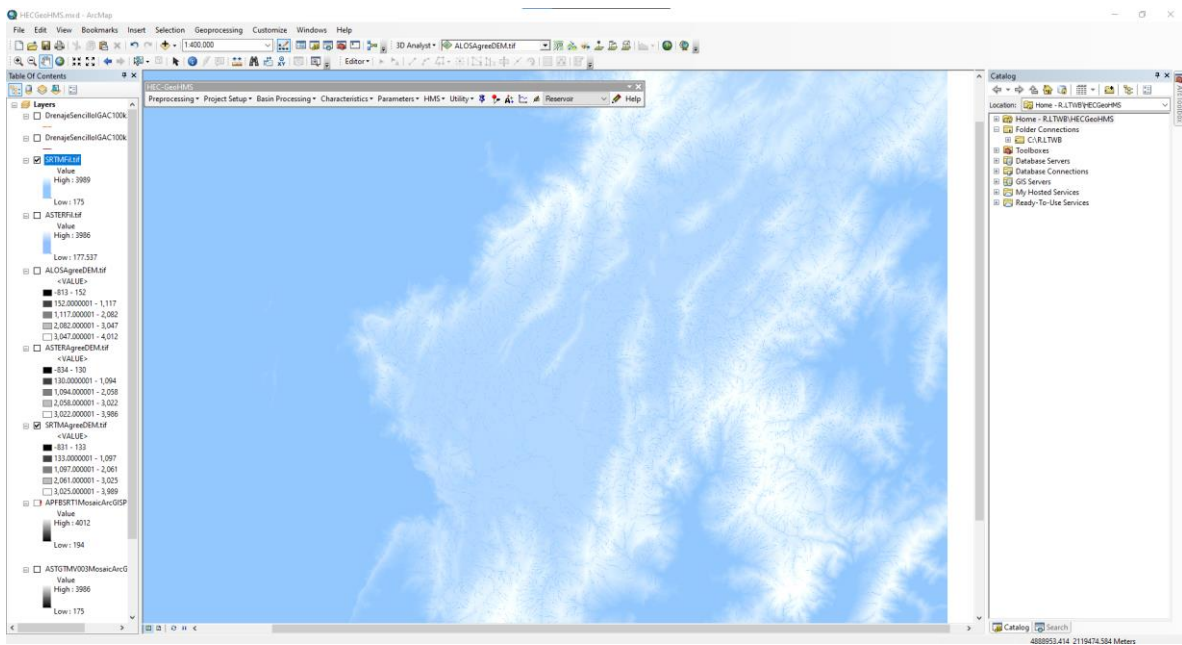 HECGeoHMS.mxd - ArcMap
File Edit View Bookmarks Insert Selection Geoprocessing Customize Windows Help
1:400.000
3D Analyst
ALOSAgreeDEM.tif
Editor
Table Of Contents
Layers
DrenajeSencilloIGAC100k
DrenajeSencilloIGAC100k
SRTMFil.tif
Value
High : 3989
Low : 175
ASTERFil.tif
Value
High : 3986
Low : 177.537
ALOSAgreeDEM.tif
<VALUE>
-813 - 152
152.0000001 - 1,117
1,117.000001 - 2,082
2,082.000001 - 3,047
3,047.000001 - 4,012
ASTERAgreeDEM.tif
<VALUE>
-834 - 130
130.0000001 - 1,094
1,094.000001 - 2,058
2,058.000001 - 3,022
3,022.000001 - 3,986
SRTMAgreeDEM.tif
<VALUE>
-831 - 133
133.0000001 - 1,097
1,097.000001 - 2,061
2,061.000001 - 3,025
3,025.000001 - 3,989
APFBSRT1MosaicArcGISP
Value
High : 4012
Low : 194
ASTGTMV003MosaicArcG
Value
High : 3986
Low : 175
HEC-GeoHMS
Preprocessing Project Setup Basin Processing Characteristics Parameters HMS Utility Reservoir Help
Catalog
Location: Home - R.LTWB\HECGeoHMS
Home - R.LTWB\HECGeoHMS
Folder Connections
C:\R.LTWB
Toolboxes
Database Servers
Database Connections
GIS Servers
My Hosted Services
Ready-To-Use Services
ArcToolbox
Catalog Search
4888953.414 2119474.584 Meters